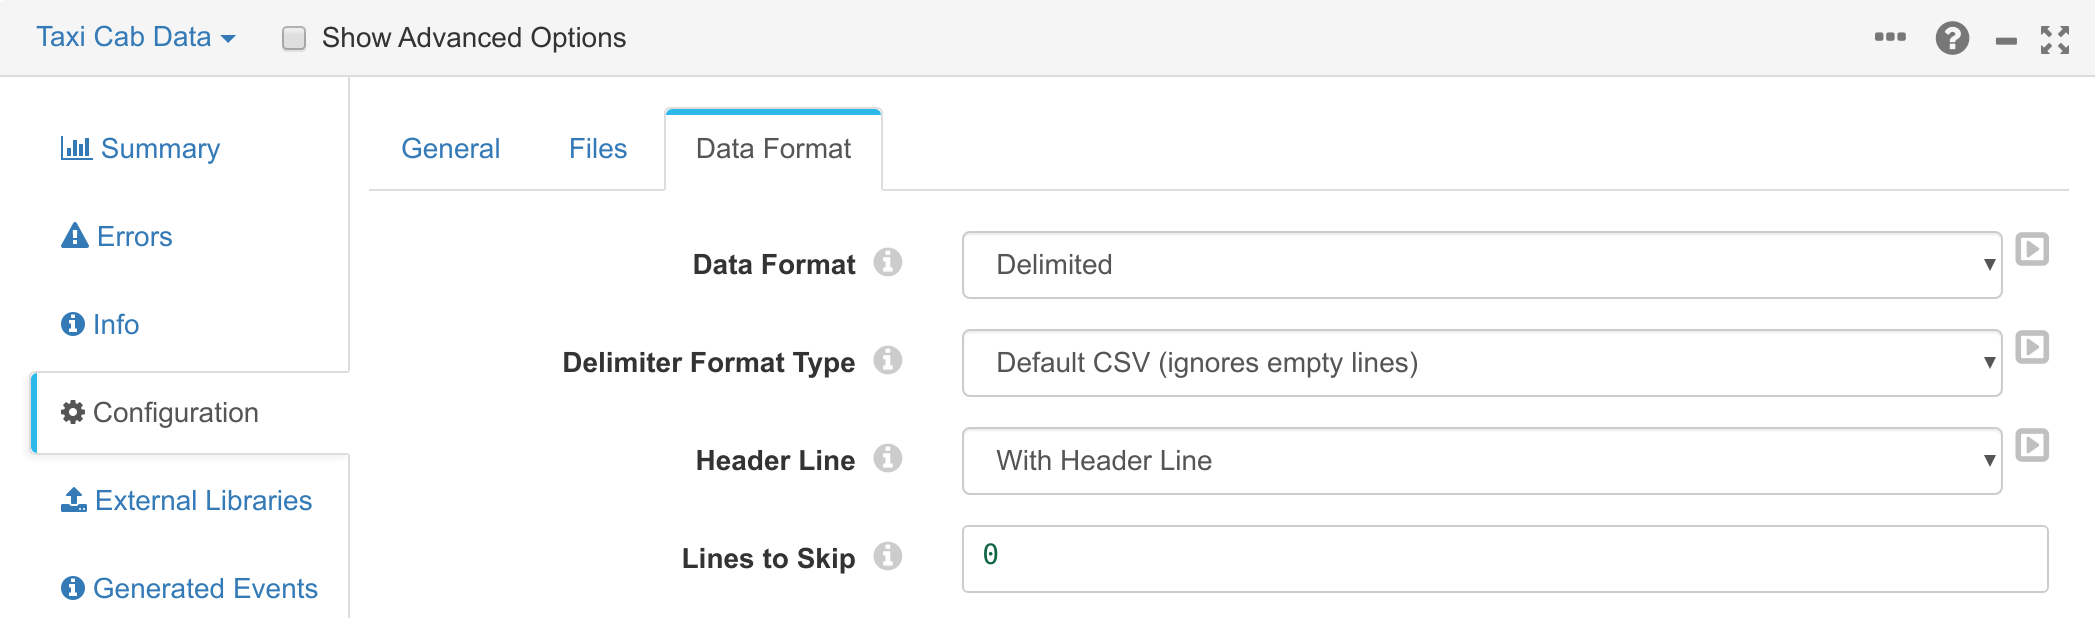 Taxi Cab Data
Show Advanced Options
Summary
Errors
Info
Configuration
External Libraries
Generated Events
General
Files
Data Format
Data Format
Delimited
Delimiter Format Type
Default CSV (ignores empty lines)
Header Line
With Header Line
Lines to Skip
0